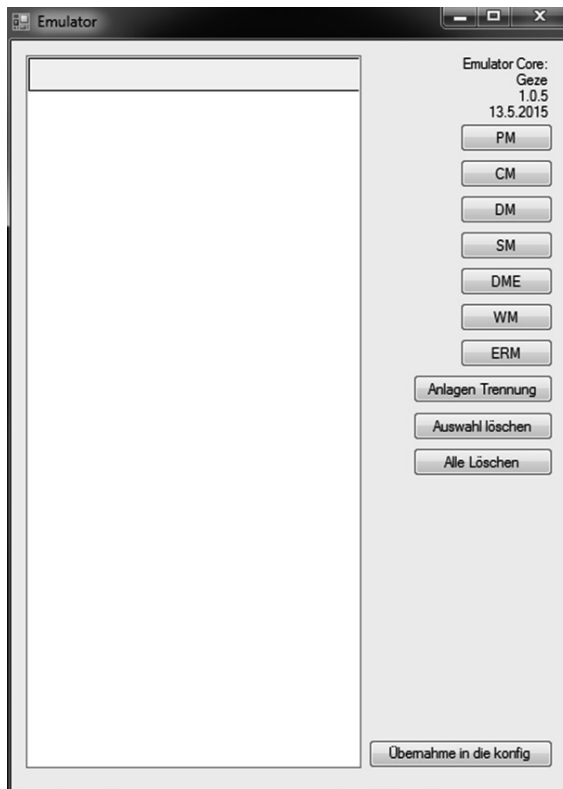 Emulator
Emulator Core:
Geze
1.0.5
13.5.2015
PM
CM
DM
SM
DME
WM
ERM
Anlagen Trennung
Auswahl löschen
Alle Löschen
Übernahme in die konfig